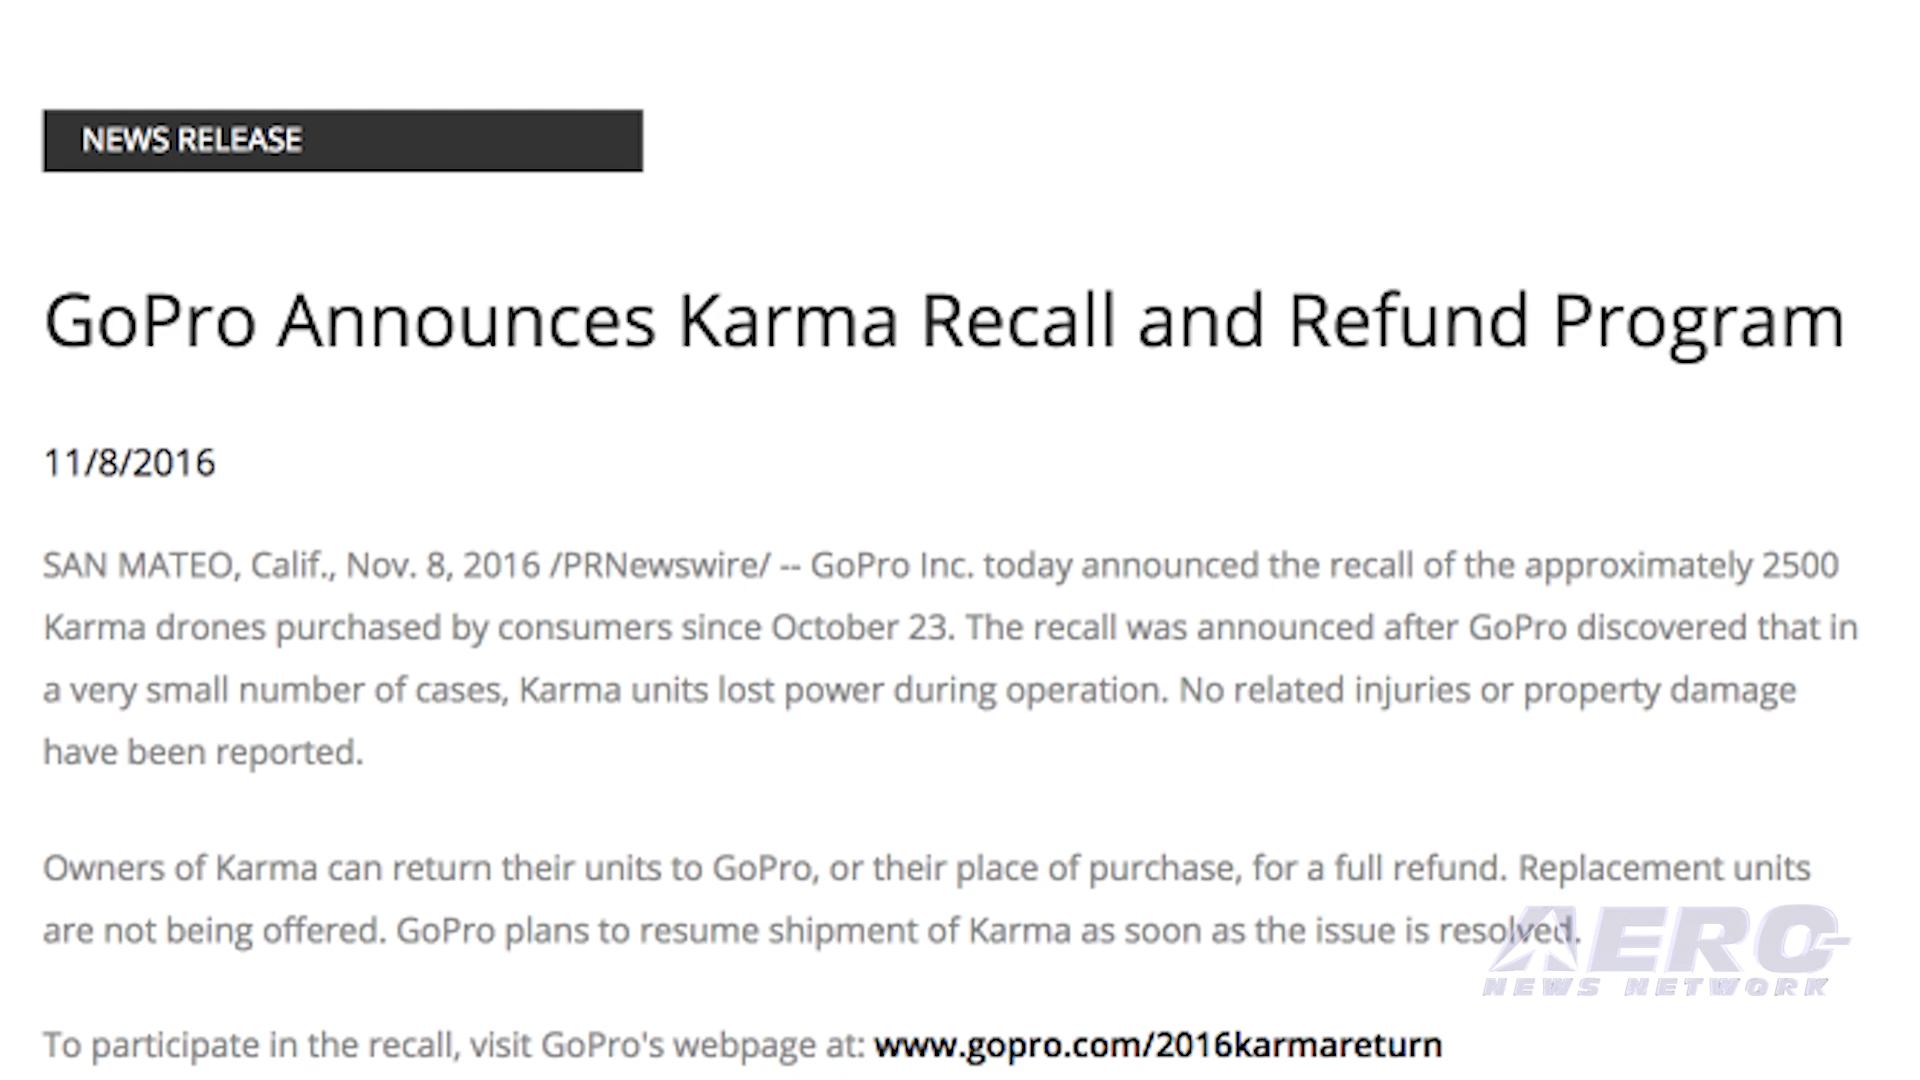 NEWS RELEASE
GoPro Announces Karma Recall and Refund Program
11/8/2016
SAN MATEO, Calif., Nov. 8, 2016 /PRNewswire/ -- GoPro Inc. today announced the recall of the approximately 2500
Karma drones purchased by consumers since October 23. The recall was announced after GoPro discovered that in
a very small number of cases, Karma units lost power during operation. No related injuries or property damage
have been reported.
Owners of Karma can return their units to GoPro, or their place of purchase, for a full refund. Replacement units
are not being offered. GoPro plans to resume shipment of Karma as soon as the issue is resolved.
AERO-
NEWS NETWORK
To participate in the recall, visit GoPro's webpage at: www.gopro.com/2016karmareturn